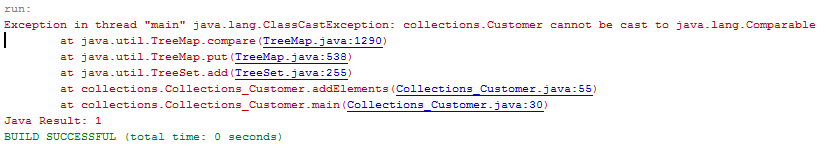 run:
Exception in thread "main" java.lang.ClassCastException: collections.Customer cannot be cast to java.lang.Comparable
at java.util.TreeMap.compare(TreeMap.java:1290)
at java.util.TreeMap.put(TreeMap.java:538)
at java.util.TreeSet.add(TreeSet.java:255)
at collections.Collections_Customer.addElements(Collections_Customer.java:55)
at collections.Collections_Customer.main(Collections_Customer.java:30)
Java Result: 1
BUILD SUCCESSFUL (total time: 0 seconds)